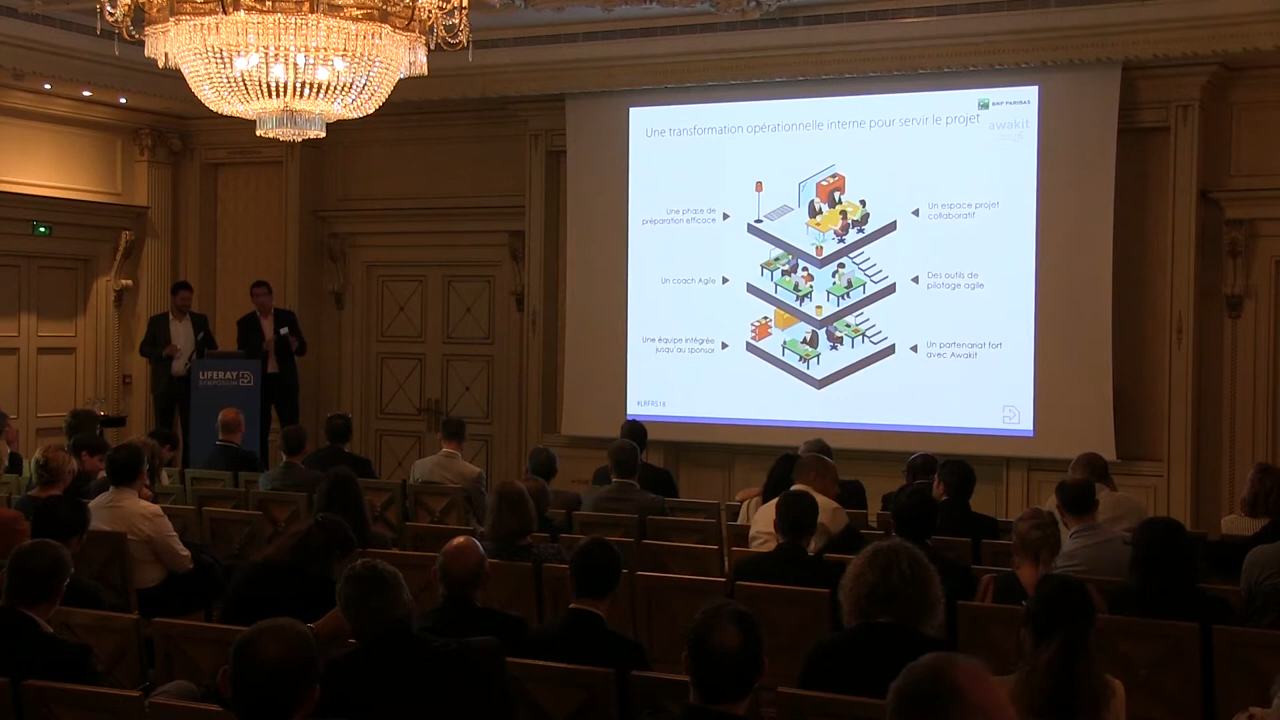 BNP PARIBAS
Une transformation opérationnelle interne pour servir le projet
awakit
Une phase de
préparation efficace
Un espace projet
collaboratif
Un coach Agile
Des outils de
pilotage agile
Une équipe intégrée
jusqu'au sponsor
Un partenariat fort
avec Awakit
#LRFRS18
LIFERAY
SYMPOSIUM